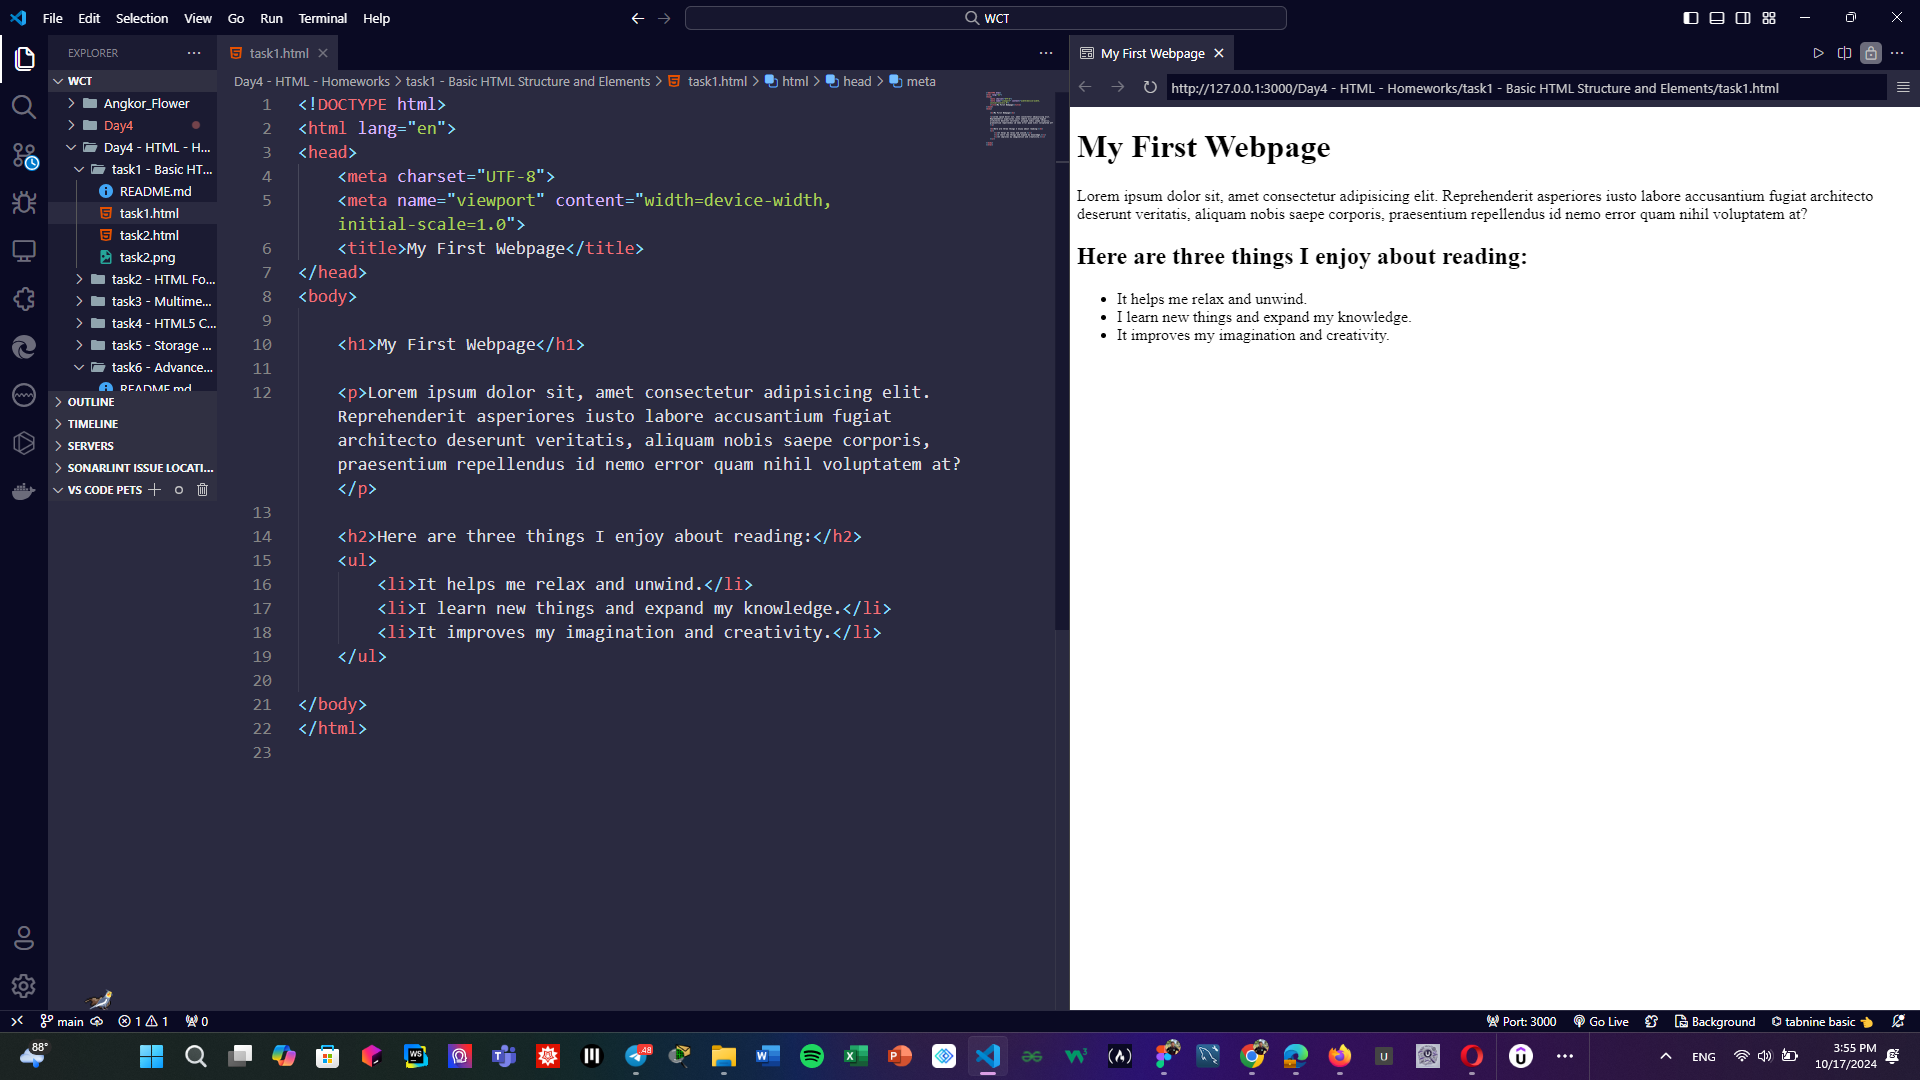 File Edit Selection View Go Run Terminal Help
WCT
EXPLORER
WCT
Angkor_Flower
Day4
Day4 - HTML - H...
task1 - Basic HT...
README.md
task1.html
task2.html
task2.png
task2 - HTML Fo...
task3 - Multime...
task4 - HTML5 C...
task5 - Storage ...
task6 - Advance...
README.md
OUTLINE
TIMELINE
SERVERS
SONARLINT ISSUE LOCATI...
VS CODE PETS
task1.html
Day4 - HTML - Homeworks > task1 - Basic HTML Structure and Elements > task1.html > html > head > meta
1 <!DOCTYPE html>
2 <html lang="en">
3 <head>
4 <meta charset="UTF-8">
5 <meta name="viewport" content="width=device-width,
initial-scale=1.0">
6 <title>My First Webpage</title>
7 </head>
8 <body>
9
10 <h1>My First Webpage</h1>
11
12 <p>Lorem ipsum dolor sit, amet consectetur adipisicing elit.
Reprehenderit asperiores iusto labore accusantium fugiat
architecto deserunt veritatis, aliquam nobis saepe corporis,
praesentium repellendus id nemo error quam nihil voluptatem at?
</p>
13
14 <h2>Here are three things I enjoy about reading:</h2>
15 <ul>
16 <li>It helps me relax and unwind.</li>
17 <li>I learn new things and expand my knowledge.</li>
18 <li>It improves my imagination and creativity.</li>
19 </ul>
20
21 </body>
22 </html>
23
My First Webpage
http://127.0.0.1:3000/Day4 - HTML - Homeworks/task1 - Basic HTML Structure and Elements/task1.html
My First Webpage
Lorem ipsum dolor sit, amet consectetur adipisicing elit. Reprehenderit asperiores iusto labore accusantium fugiat architecto
deserunt veritatis, aliquam nobis saepe corporis, praesentium repellendus id nemo error quam nihil voluptatem at?
Here are three things I enjoy about reading:
• It helps me relax and unwind.
• I learn new things and expand my knowledge.
• It improves my imagination and creativity.
main 1 1 0
Port: 3000 Go Live Background tabnine basic
88°
48
ENG
3:55 PM
10/17/2024